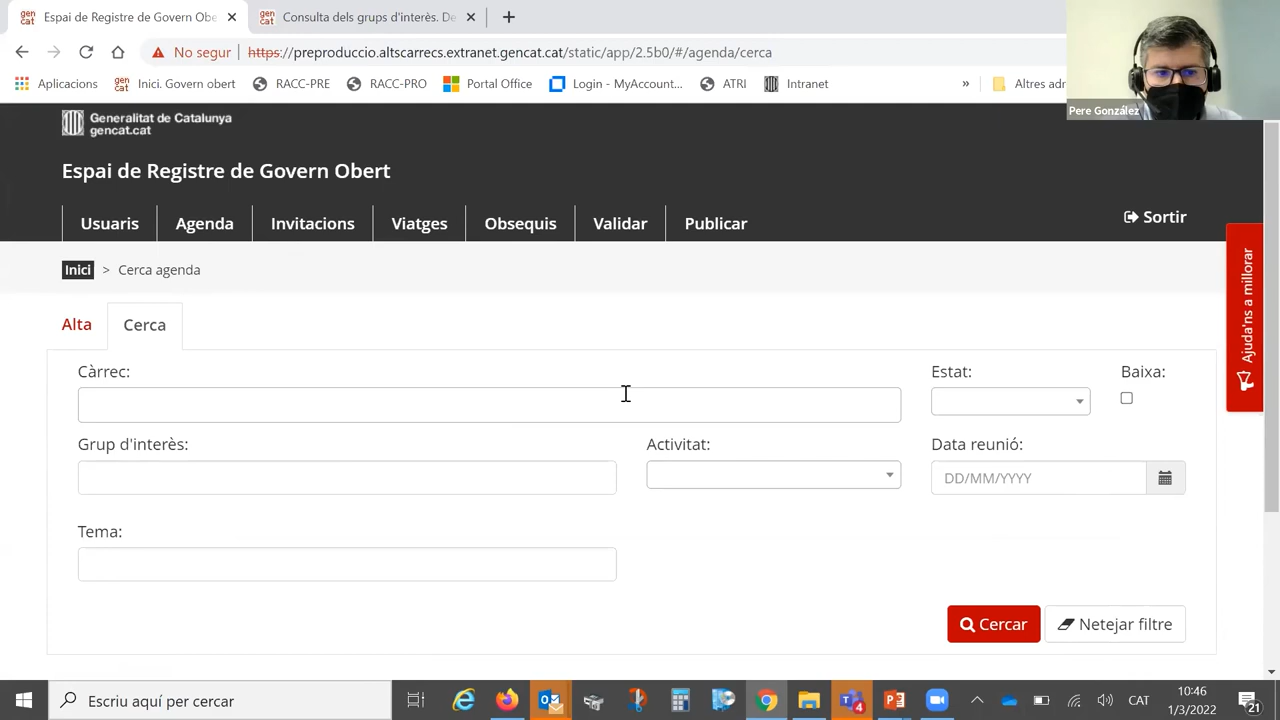 Espai de Registre de Govern Obe
Consulta dels grups d'interès. De
No segur
https://preproduccio.altscarrecs.extranet.gencat.cat/static/app/2.5b0/#/agenda/cerca
Aplicacions
Inici. Govern obert
RACC-PRE
RACC-PRO
Portal Office
Login - MyAccount...
ATRI
Intranet
»
Altres adr
Pere González
Generalitat de Catalunya
gencat.cat
Espai de Registre de Govern Obert
Usuaris
Agenda
Invitacions
Viatges
Obsequis
Validar
Publicar
Sortir
Inici > Cerca agenda
Ajuda'ns a millorar
Alta
Cerca
Càrrec:
Estat:
Baixa:
Grup d'interès:
Activitat:
Data reunió:
DD/MM/YYYY
Tema:
Cercar
Netejar filtre
Escriu aquí per cercar
4
CAT
10:46
1/3/2022
21